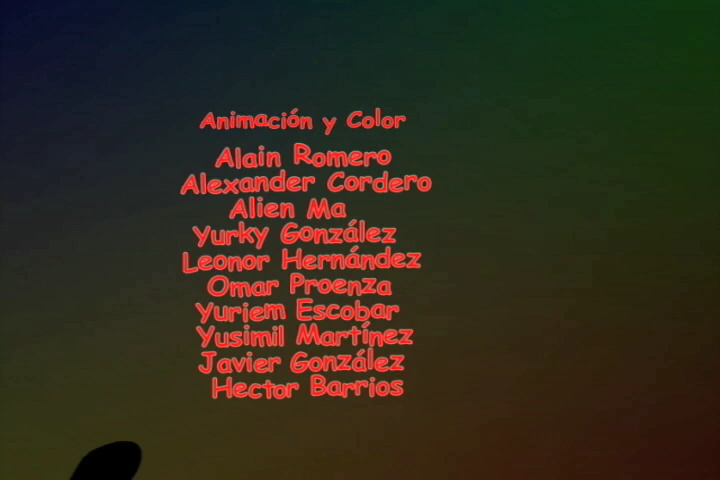 Animación y Color
Alain Romero
Alexander Cordero
Alien Ma
Yurky González
Leonor Hernández
Omar Proenza
Yuriem Escobar
Yusimil Martínez
Javier González
Hector Barrios